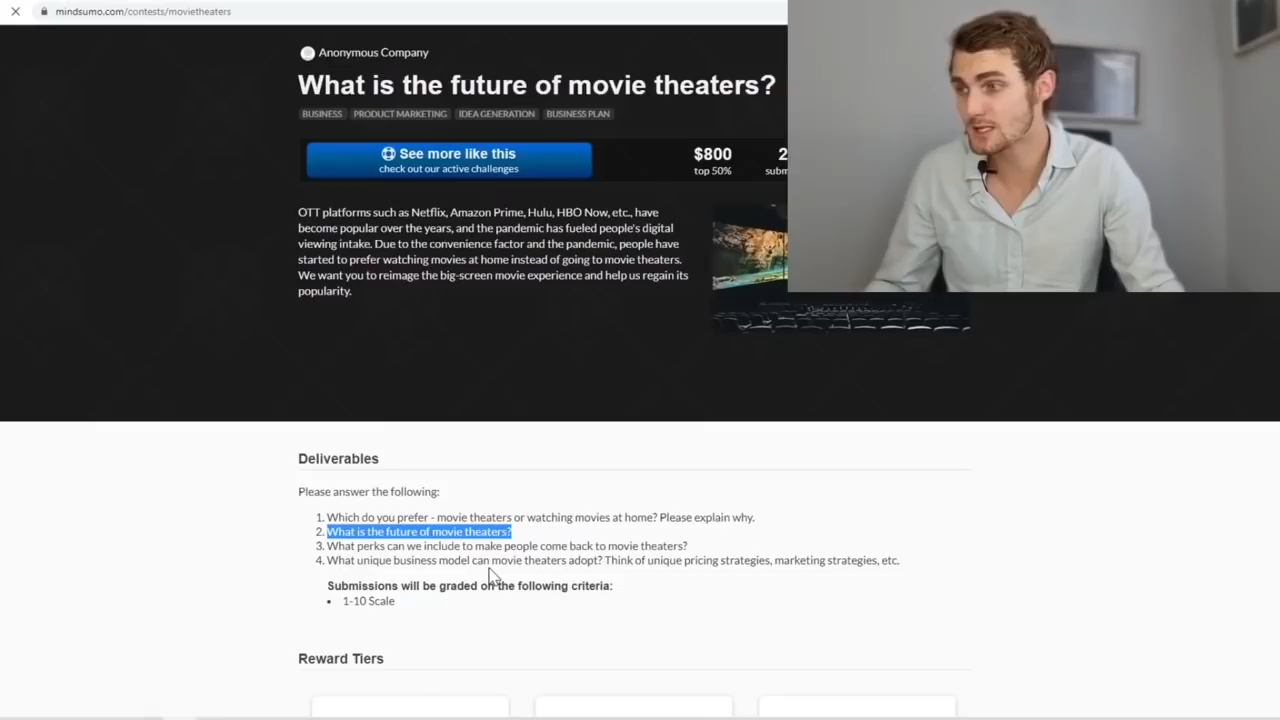 mindsumo.com/contests/movietheaters
Anonymous Company
What is the future of movie theaters?
BUSINESS PRODUCT MARKETING IDEA GENERATION BUSINESS PLAN
See more like this
check out our active challenges
$800
top 50%
2
subm
OTT platforms such as Netflix, Amazon Prime, Hulu, HBO Now, etc., have
become popular over the years, and the pandemic has fueled people's digital
viewing intake. Due to the convenience factor and the pandemic, people have
started to prefer watching movies at home instead of going to movie theaters.
We want you to reimage the big-screen movie experience and help us regain its
popularity.
Deliverables
Please answer the following:
1. Which do you prefer - movie theaters or watching movies at home? Please explain why.
2. What is the future of movie theaters?
3. What perks can we include to make people come back to movie theaters?
4. What unique business model can movie theaters adopt? Think of unique pricing strategies, marketing strategies, etc.
Submissions will be graded on the following criteria:
• 1-10 Scale
Reward Tiers